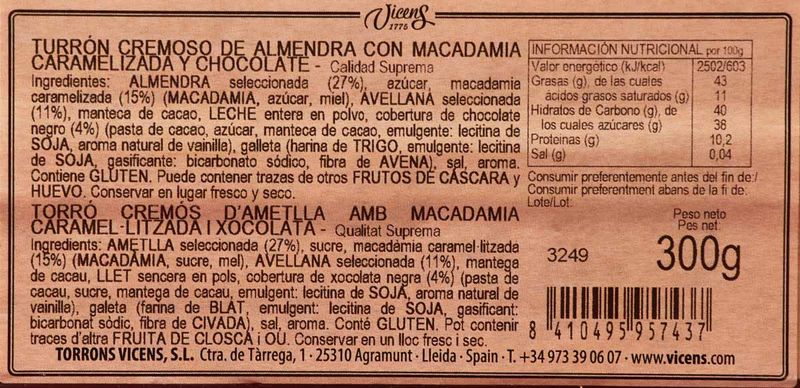 Vicens
1775
TURRÓN CREMOSO DE ALMENDRA CON MACADAMIA
CARAMELIZADA Y CHOCOLATE - Calidad Suprema
Ingredientes: ALMENDRA seleccionada (27%), azúcar, macadamia
caramelizada (15%) (MACADAMIA, azúcar, miel), AVELLANA seleccionada
(11%), manteca de cacao, LECHE entera en polvo, cobertura de chocolate
negro (4%) (pasta de cacao, azúcar, manteca de cacao, emulgente: lecitina de
SOJA, aroma natural de vainilla), galleta (harina de TRIGO, emulgente: lecitina
de SOJA, gasificante: bicarbonato sódico, fibra de AVENA), sal, aroma.
Contiene GLUTEN. Puede contener trazas de otros FRUTOS DE CÁSCARA y
HUEVO. Conservar en lugar fresco y seco.
TORRÓ CREMÓS D'AMETLLA AMB MACADAMIA
CARAMEL·LITZADA I XOCOLATA - Qualitat Suprema
Ingredients: AMETLLA seleccionada (27%), sucre, macadàmia caramel·litzada
(15%) (MACADÀMIA, sucre, mel), AVELLANA seleccionada (11%), mantega
de cacau, LLET sencera en pols, cobertura de xocolata negra (4%) (pasta de
cacau, sucre, mantega de cacau, emulgent: lecitina de SOJA, aroma natural de
vainilla), galeta (farina de BLAT, emulgent: lecitina de SOJA, gasificant:
bicarbonat sòdic, fibra de CIVADA), sal, aroma. Conté GLUTEN. Pot contenir
traces d'altra FRUITA DE CLOSCA i OU. Conservar en un lloc fresc i sec.
INFORMACIÓN NUTRICIONAL por 100g
Valor energético (kJ/kcal) 2502/603
Grasas (g), de las cuales 43
ácidos grasos saturados (g) 11
Hidratos de Carbono (g), de 40
los cuales azúcares (g) 38
Proteinas (g) 10,2
Sal (g) 0,04
Consumir preferentemente antes del fin de:/
Consumir preferentment abans de la fi de:
Lote/Lot:
Peso neto
Pes net:
3249 300g
8 410495 957437
TORRONS VICENS, S.L. Ctra. de Tàrrega, 1 · 25310 Agramunt · Lleida · Spain · T. +34 973 39 06 07 · www.vicens.com